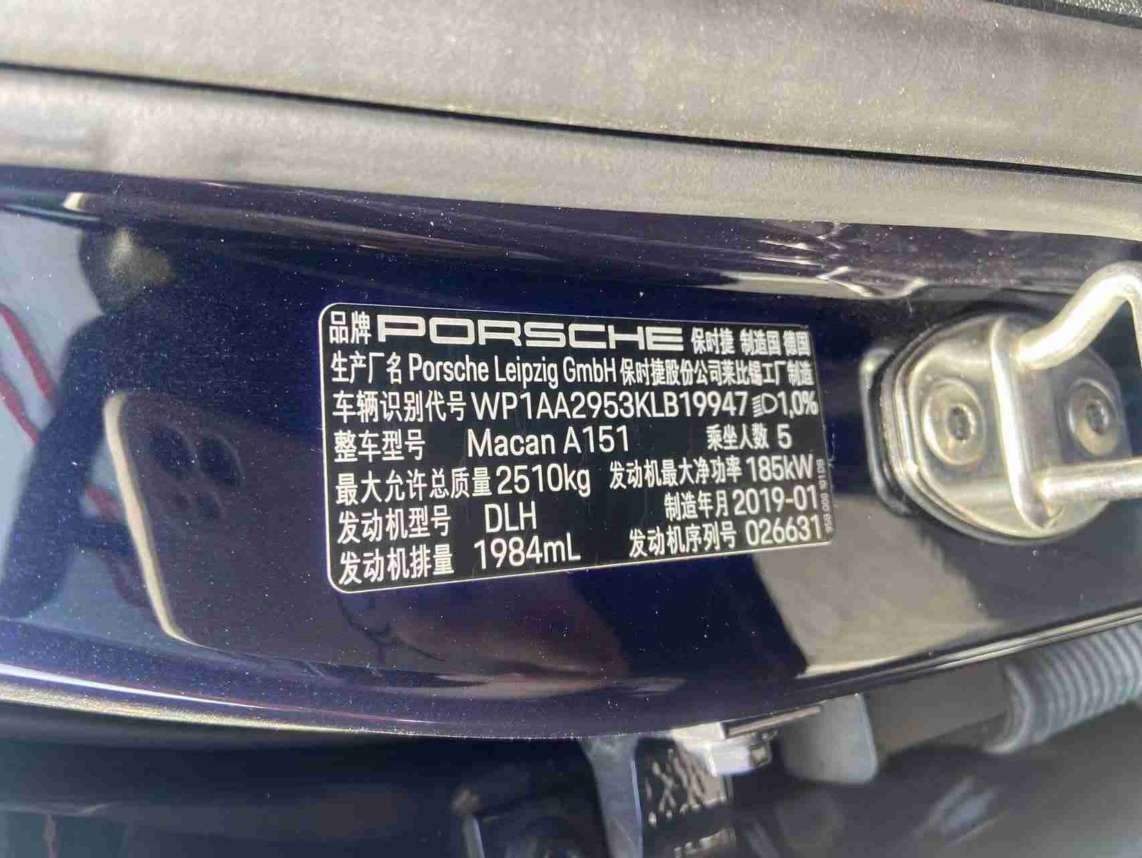 品牌 PORSCHE 保时捷 制造国 德国
生产厂名 Porsche Leipzig GmbH 保时捷股份公司莱比锡工厂制造
车辆识别代号 WP1AA2953KLB19947 1,0%
整车型号 Macan A151 乘坐人数 5
最大允许总质量 2510kg 发动机最大净功率 185kW
发动机型号 DLH 制造年月 2019-01
发动机排量 1984mL 发动机序列号 026631